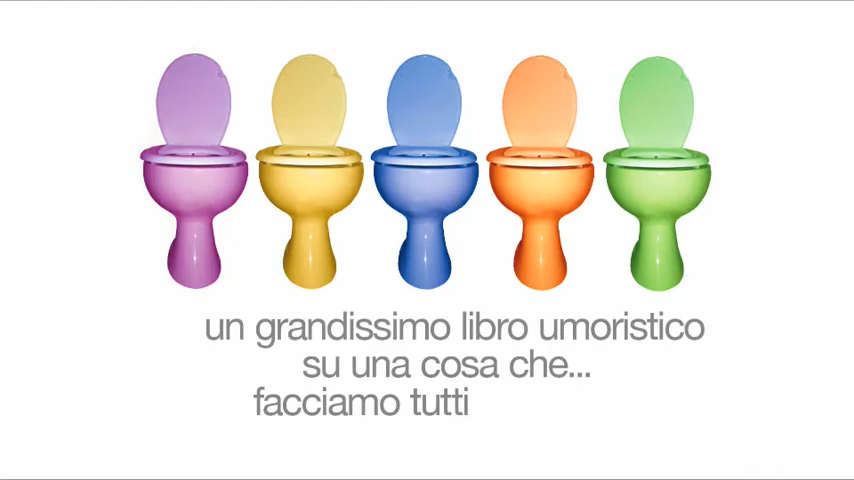 un grandissimo libro umoristico
su una cosa che...
facciamo tutti